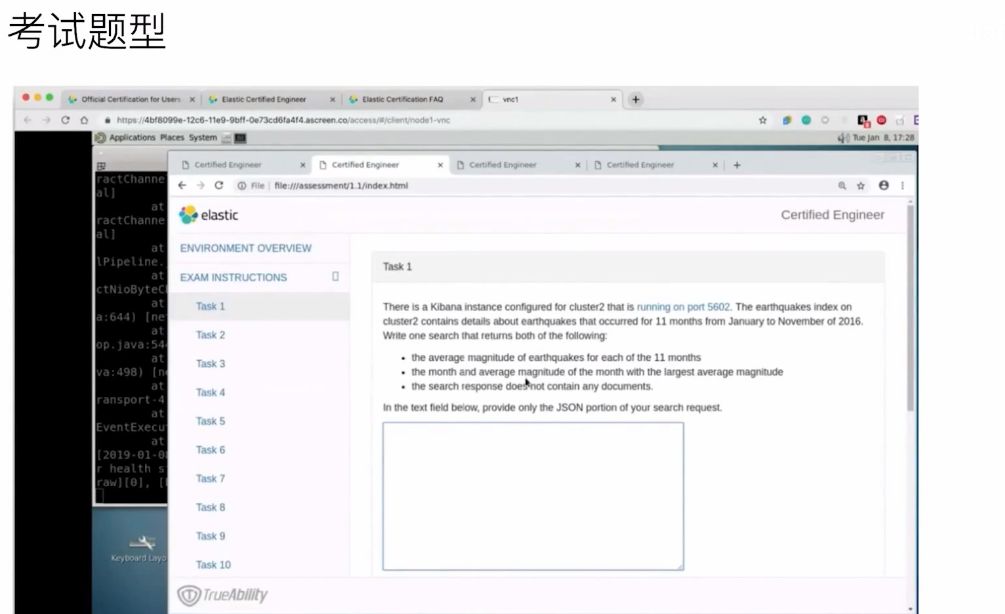 考试题型
Official Certification for Users
Elastic Certified Engineer
Elastic Certification FAQ
vnc1
https://4bf8099e-12c6-11e9-9bff-0e73cd6fa4f4.ascreen.co/access/#/client/node1-vnc
Applications Places System
Tue Jan 8, 17:28
Certified Engineer
Certified Engineer
Certified Engineer
Certified Engineer
File file:///assessment/1.1/index.html
elastic
Certified Engineer
ENVIRONMENT OVERVIEW
EXAM INSTRUCTIONS
Task 1
Task 2
Task 3
Task 4
Task 5
Task 6
Task 7
Task 8
Task 9
Task 10
Task 1
There is a Kibana instance configured for cluster2 that is running on port 5602. The earthquakes index on
cluster2 contains details about earthquakes that occurred for 11 months from January to November of 2016.
Write one search that returns both of the following:
• the average magnitude of earthquakes for each of the 11 months
• the month and average magnitude of the month with the largest average magnitude
• the search response does not contain any documents.
In the text field below, provide only the JSON portion of your search request.
ractChanne
al]
at
ractChanne
al]
at
lPipeline.
at
ctNioByteC
at
a:644) [ne
at
op.java:54
at
va:498) [n
at
ransport-4
at
EventExecu
at
[2019-01-0
r health s
raw][0], [
Keyboard Layo
TrueAbility